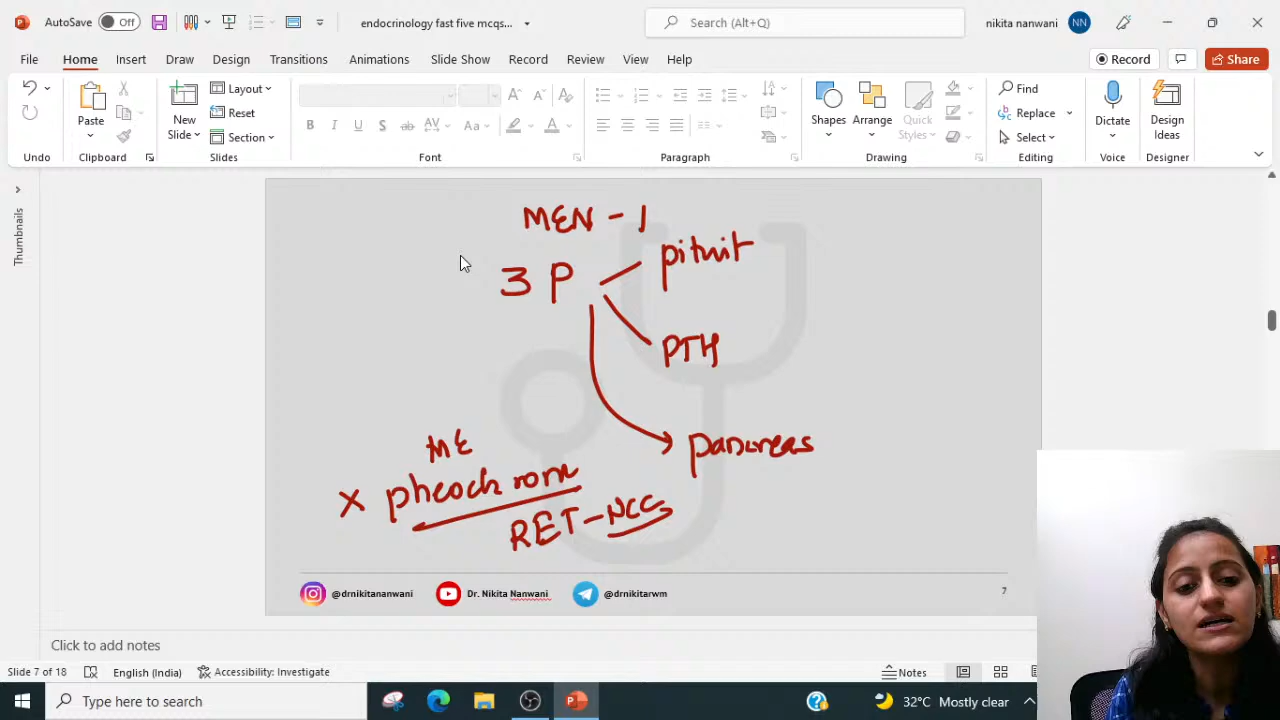 AutoSave Off
endocrinology fast five mcqs...
Search (Alt+Q)
nikita nanwani NN
File Home Insert Draw Design Transitions Animations Slide Show Record Review View Help
Record
Share
Layout
Reset
Section
Paste
New Slide
Shapes Arrange Quick Styles
Find
Replace
Select
Dictate
Design Ideas
Undo Clipboard Slides Font Paragraph Drawing Editing Voice Designer
Thumbnails
MEN - 1
3 P
pituit
PTH
pancreas
ME
x pheochrom
RET - NCC
@drnikitananwani Dr. Nikita Nanwani @drnikitarwm 7
Click to add notes
Slide 7 of 18 English (India) Accessibility: Investigate Notes
Type here to search
32°C Mostly clear